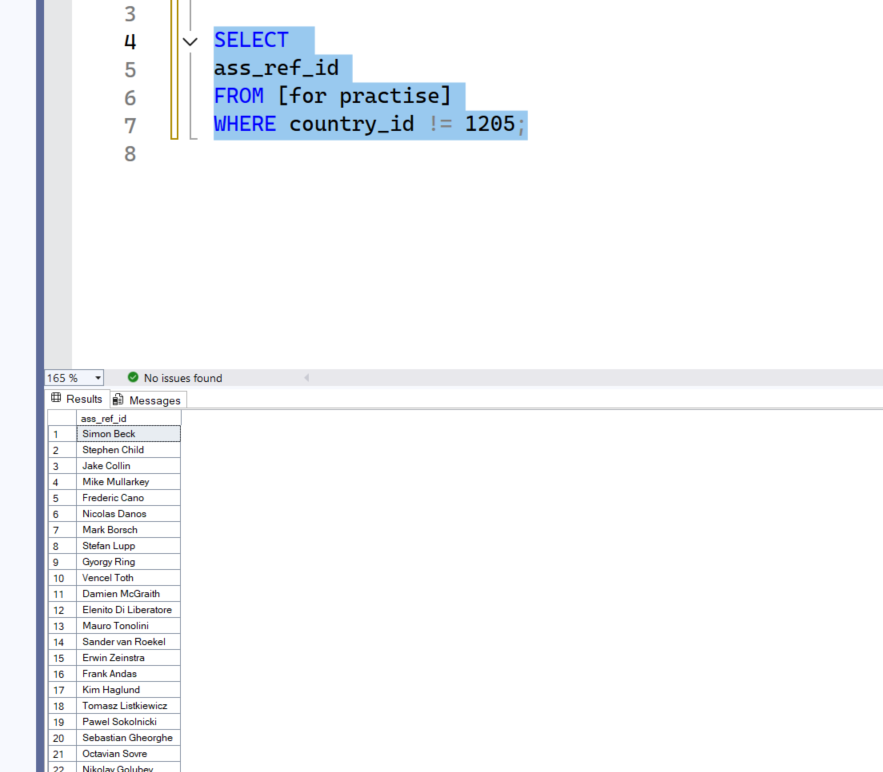 3
4 SELECT
5 ass_ref_id
6 FROM [for practise]
7 WHERE country_id != 1205;
8
165 % No issues found
Results Messages
ass_ref_id
1 Simon Beck
2 Stephen Child
3 Jake Collin
4 Mike Mullarkey
5 Frederic Cano
6 Nicolas Danos
7 Mark Borsch
8 Stefan Lupp
9 Gyorgy Ring
10 Vencel Toth
11 Damien McGraith
12 Elenito Di Liberatore
13 Mauro Tonolini
14 Sander van Roekel
15 Erwin Zeinstra
16 Frank Andas
17 Kim Haglund
18 Tomasz Listkiewicz
19 Pawel Sokolnicki
20 Sebastian Gheorghe
21 Octavian Sovre
22 Nikolay Golubev